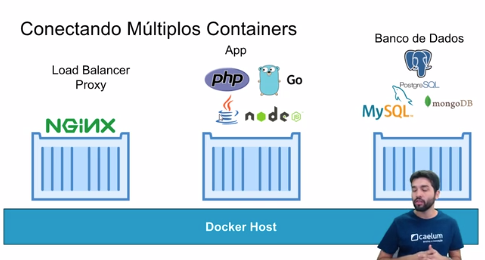 Conectando Múltiplos Containers
Load Balancer
Proxy
NGINX
App
php
Go
Java
node
Banco de Dados
PostgreSQL
MySQL
mongoDB
Docker Host
caelum